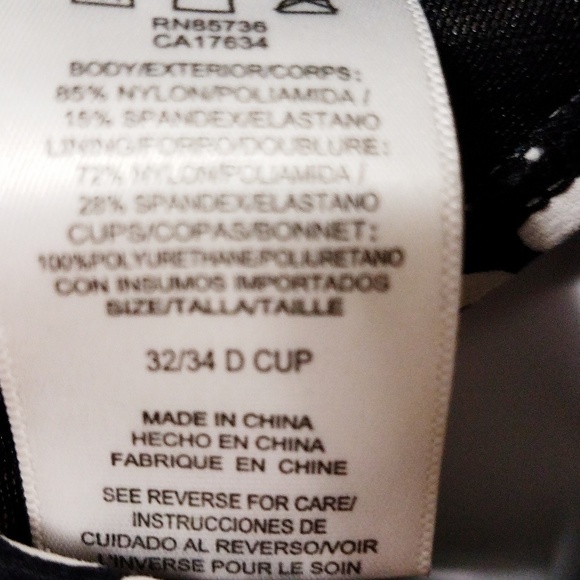 RN85736
CA17634
BODY/EXTERIOR/CORPS:
85% NYLON/POLIAMIDA /
15% SPANDEX/ELASTANO
LINING/FORRO/DOUBLURE:
72% NYLON/POLIAMIDA /
28% SPANDEX/ELASTANO
CUPS/COPAS/BONNET:
100%POLYURETHANE/POLIURETANO
CON INSUMOS IMPORTADOS
SIZE/TALLA/TAILLE
32/34 D CUP
MADE IN CHINA
HECHO EN CHINA
FABRIQUE EN CHINE
SEE REVERSE FOR CARE/
INSTRUCCIONES DE
CUIDADO AL REVERSO/VOIR
L'INVERSE POUR LE SOIN